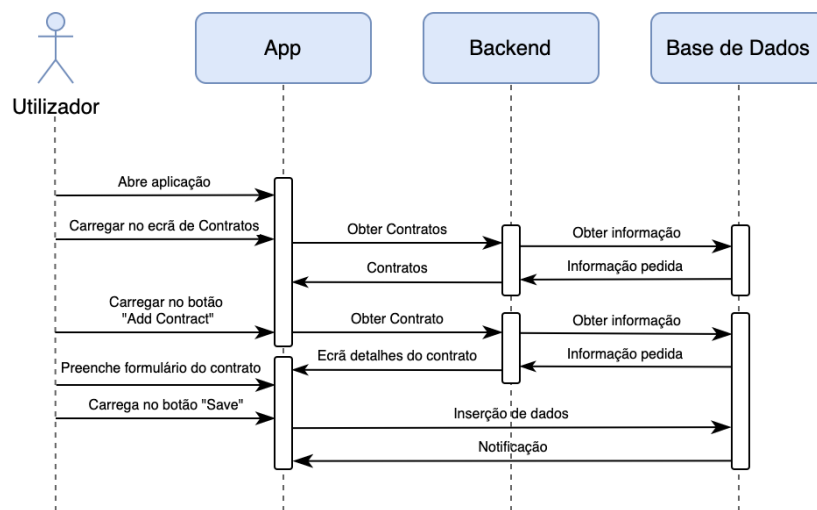 App
Backend
Base de Dados
Utilizador
Abre aplicação
Carregar no ecrã de Contratos
Obter Contratos
Obter informação
Contratos
Informação pedida
Carregar no botão
"Add Contract"
Obter Contrato
Obter informação
Ecrã detalhes do contrato
Informação pedida
Preenche formulário do contrato
Carrega no botão "Save"
Inserção de dados
Notificação